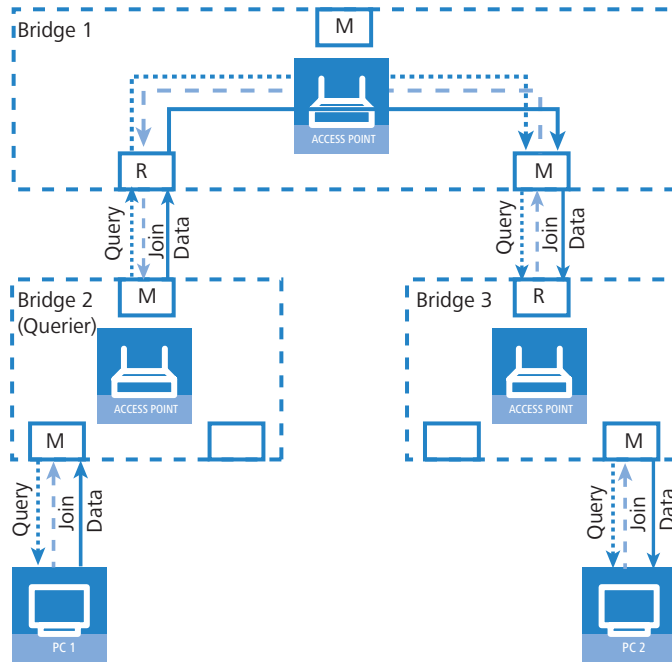 Bridge 1
M
ACCESS POINT
R
M
Query
Join
Data
Query
Join
Data
Bridge 2
(Querier)
M
ACCESS POINT
M
Bridge 3
R
ACCESS POINT
M
Query
Join
Data
Query
Join
Data
PC 1
PC 2